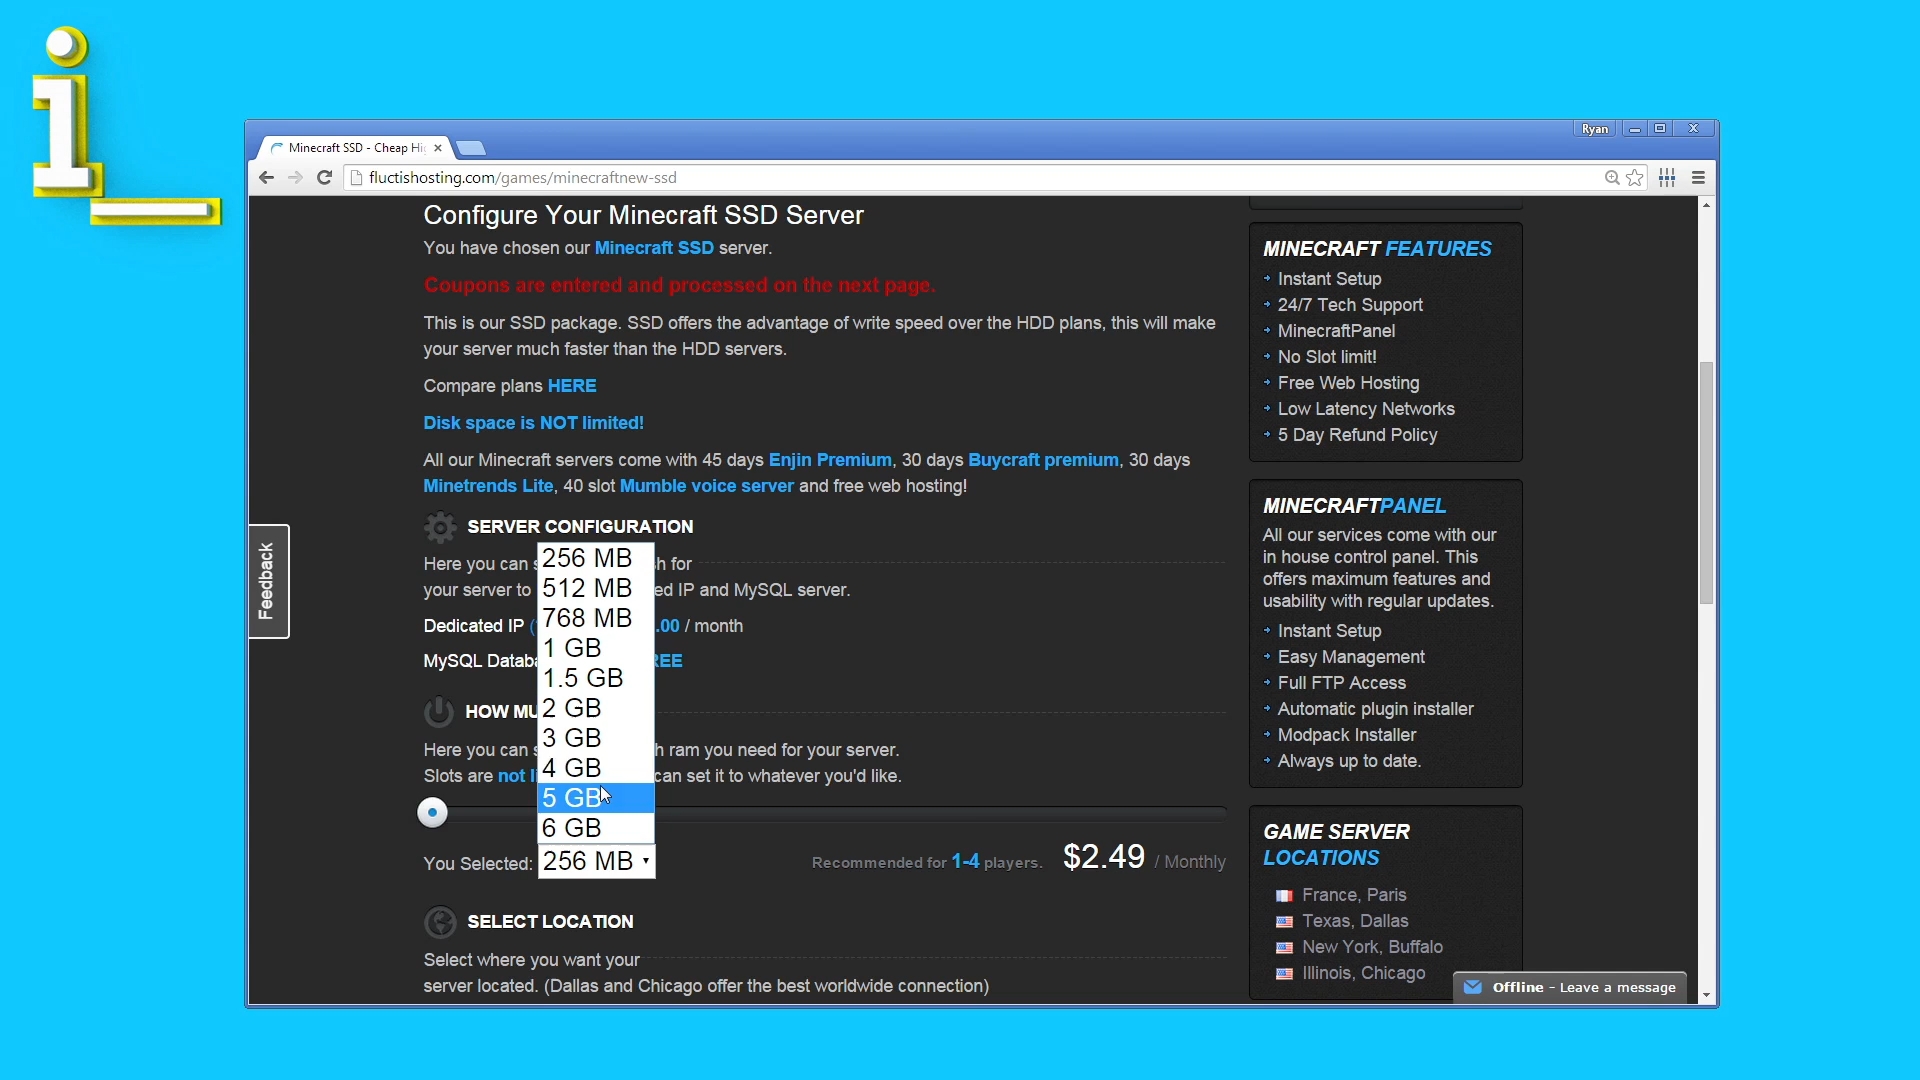 i_
Ryan
Minecraft SSD - Cheap Hi
fluctishosting.com/games/minecraftnew-ssd
Configure Your Minecraft SSD Server
You have chosen our Minecraft SSD server.
Coupons are entered and processed on the next page.
This is our SSD package. SSD offers the advantage of write speed over the HDD plans, this will make
your server much faster than the HDD servers.
Compare plans HERE
Disk space is NOT limited!
All our Minecraft servers come with 45 days Enjin Premium, 30 days Buycraft premium, 30 days
Minetrends Lite, 40 slot Mumble voice server and free web hosting!
SERVER CONFIGURATION
Here you can s h for
your server to ed IP and MySQL server.
Dedicated IP ( .00 / month
MySQL Databa REE
HOW MU
Here you can s h ram you need for your server.
Slots are not li can set it to whatever you'd like.
256 MB
512 MB
768 MB
1 GB
1.5 GB
2 GB
3 GB
4 GB
5 GB
6 GB
You Selected: 256 MB Recommended for 1-4 players. $2.49 / Monthly
SELECT LOCATION
Select where you want your
server located. (Dallas and Chicago offer the best worldwide connection)
Feedback
MINECRAFT FEATURES
Instant Setup
24/7 Tech Support
MinecraftPanel
No Slot limit!
Free Web Hosting
Low Latency Networks
5 Day Refund Policy
MINECRAFTPANEL
All our services come with our
in house control panel. This
offers maximum features and
usability with regular updates.
Instant Setup
Easy Management
Full FTP Access
Automatic plugin installer
Modpack Installer
Always up to date.
GAME SERVER
LOCATIONS
France, Paris
Texas, Dallas
New York, Buffalo
Illinois, Chicago
Offline - Leave a message